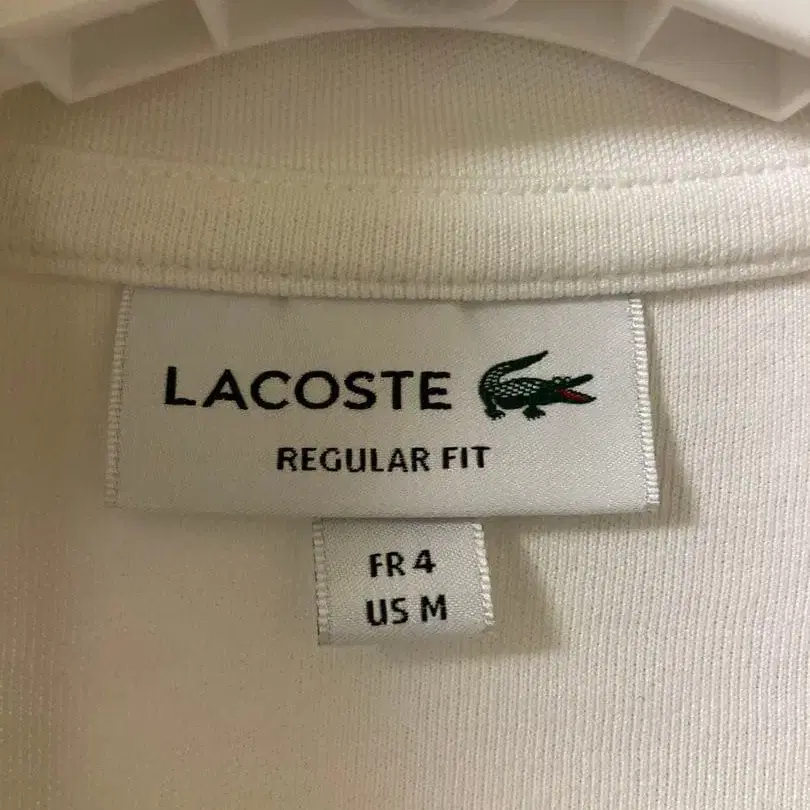 LACOSTE
REGULAR FIT
FR 4
US M